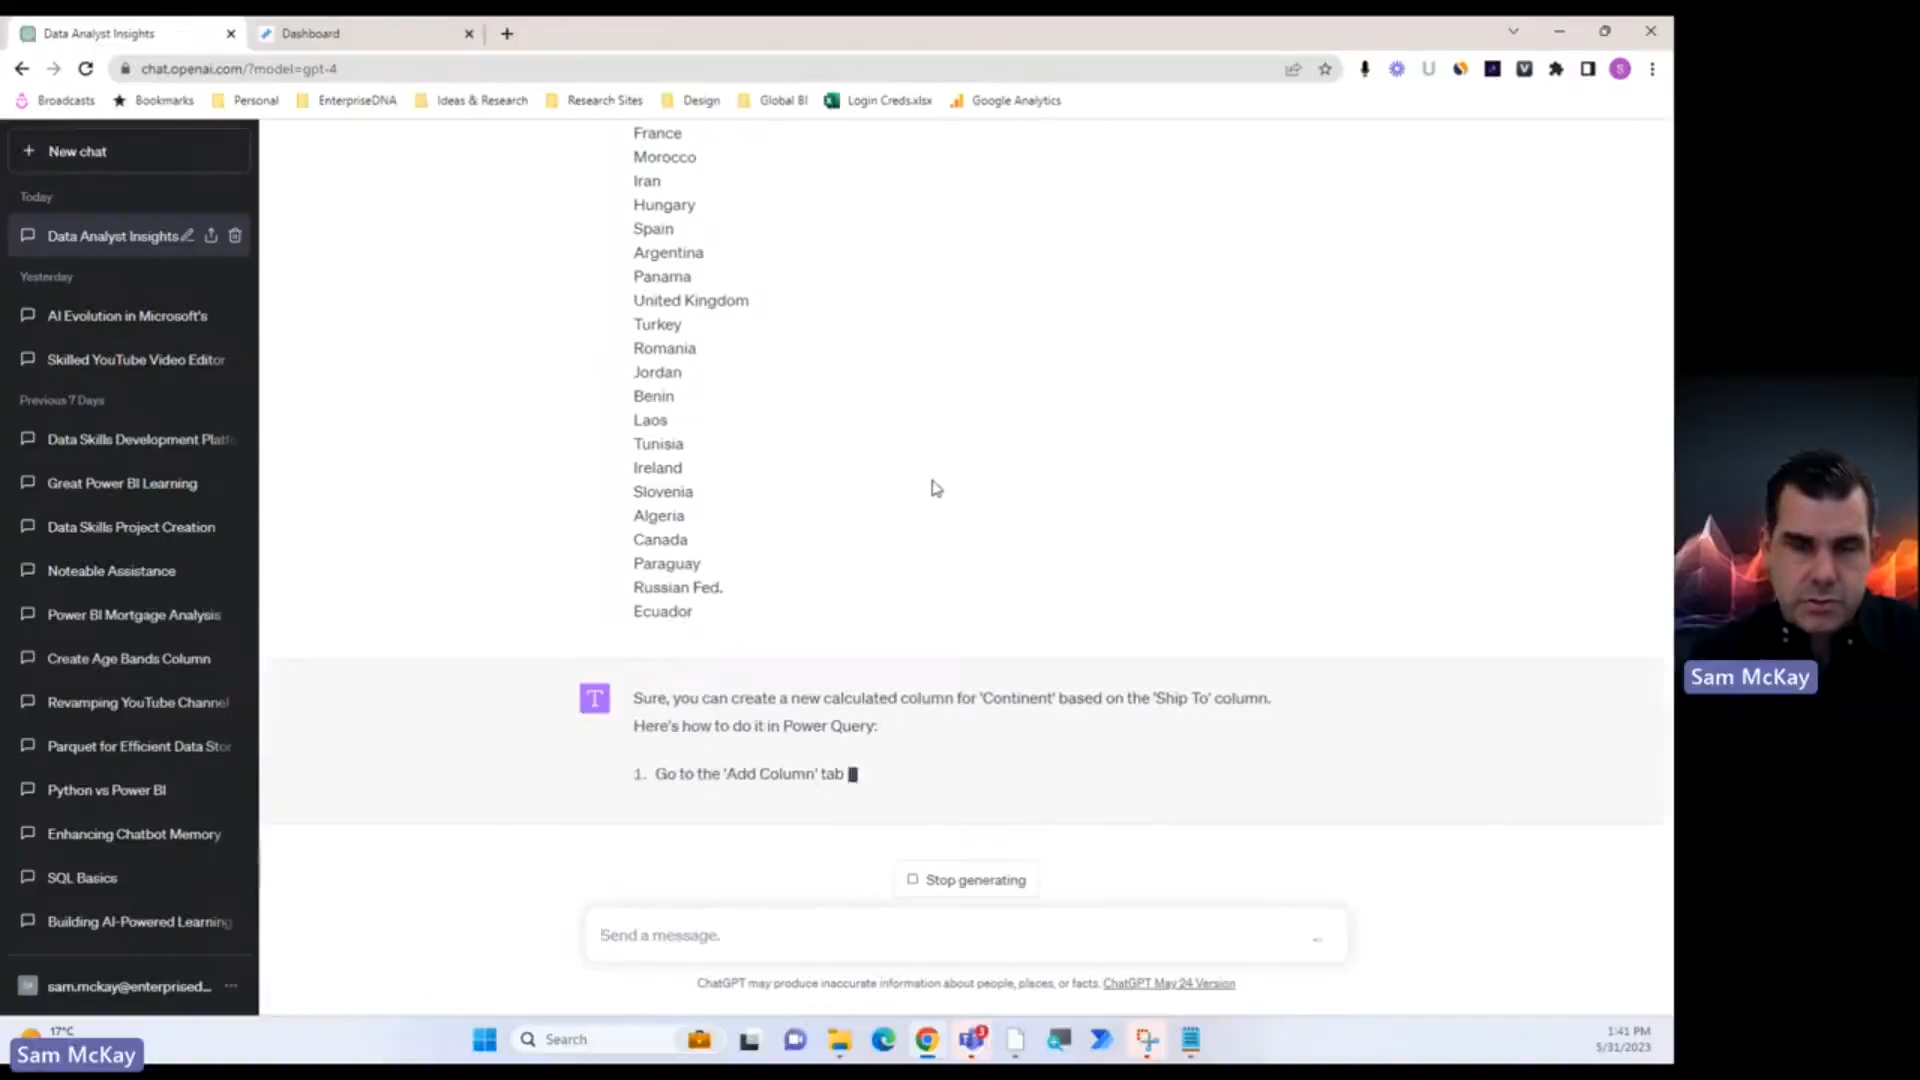 Data Analyst Insights
Dashboard
chat.openai.com/?model=gpt-4
Broadcasts
Bookmarks
Personal
EnterpriseDNA
Ideas & Research
Research Sites
Design
Global BI
Login Creds.xlsx
Google Analytics
New chat
Today
Data Analyst Insights
Yesterday
AI Evolution in Microsoft's
Skilled YouTube Video Editor
Previous 7 Days
Data Skills Development Platf
Great Power BI Learning
Data Skills Project Creation
Noteable Assistance
Power BI Mortgage Analysis
Create Age Bands Column
Revamping YouTube Channel
Parquet for Efficient Data Stor
Python vs Power BI
Enhancing Chatbot Memory
SQL Basics
Building AI-Powered Learning
sam.mckay@enterprised...
France
Morocco
Iran
Hungary
Spain
Argentina
Panama
United Kingdom
Turkey
Romania
Jordan
Benin
Laos
Tunisia
Ireland
Slovenia
Algeria
Canada
Paraguay
Russian Fed.
Ecuador
T
Sure, you can create a new calculated column for 'Continent' based on the 'Ship To' column.
Here's how to do it in Power Query:
1. Go to the 'Add Column' tab
Stop generating
Send a message.
ChatGPT may produce inaccurate information about people, places, or facts. ChatGPT May 24 Version
Sam McKay
17°C
Sam McKay
Search
3
1:41 PM
5/31/2023